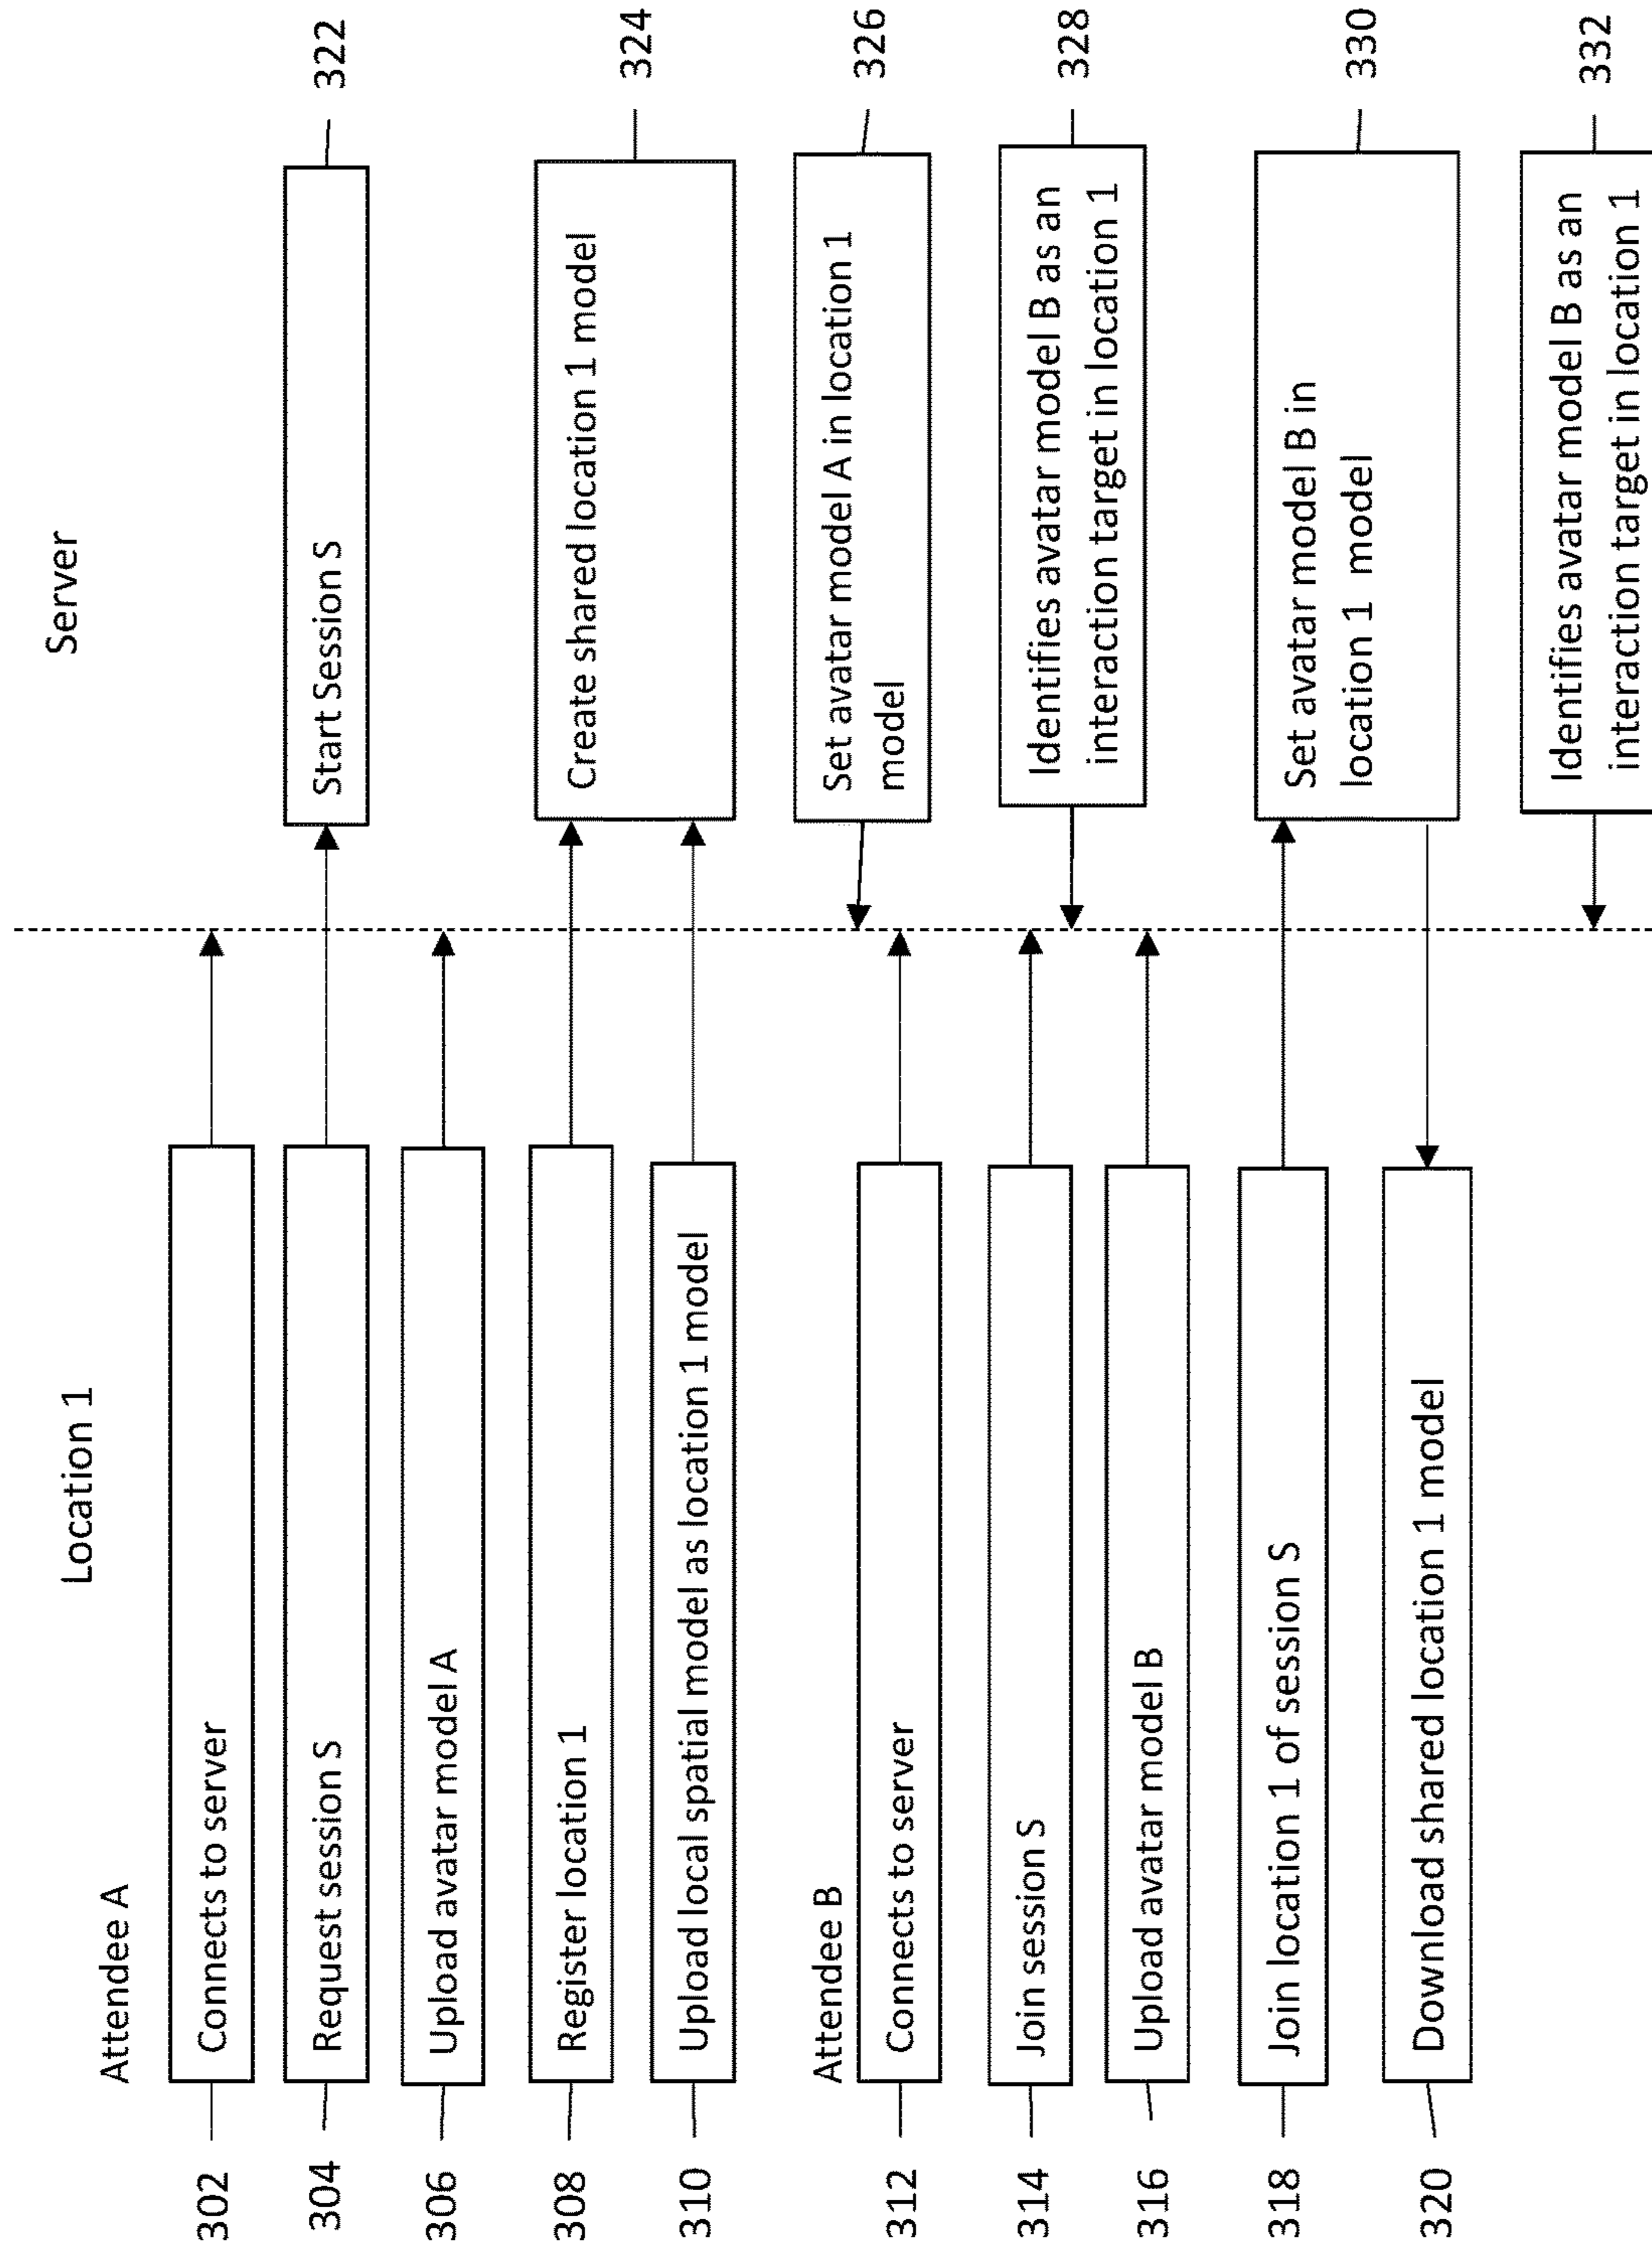 Location 1
Server
Attendee A
302
Connects to server
304
Request session S
Start Session S
322
306
Upload avatar model A
308
Register location 1
310
Upload local spatial model as location 1 model
Create shared location 1 model
324
Set avatar model A in location 1
model
326
Attendee B
312
Connects to server
314
Join session S
Identifies avatar model B as an
interaction target in location 1
328
316
Upload avatar model B
318
Join location 1 of session S
Set avatar model B in
location 1 model
330
320
Download shared location 1 model
Identifies avatar model B as an
interaction target in location 1
332